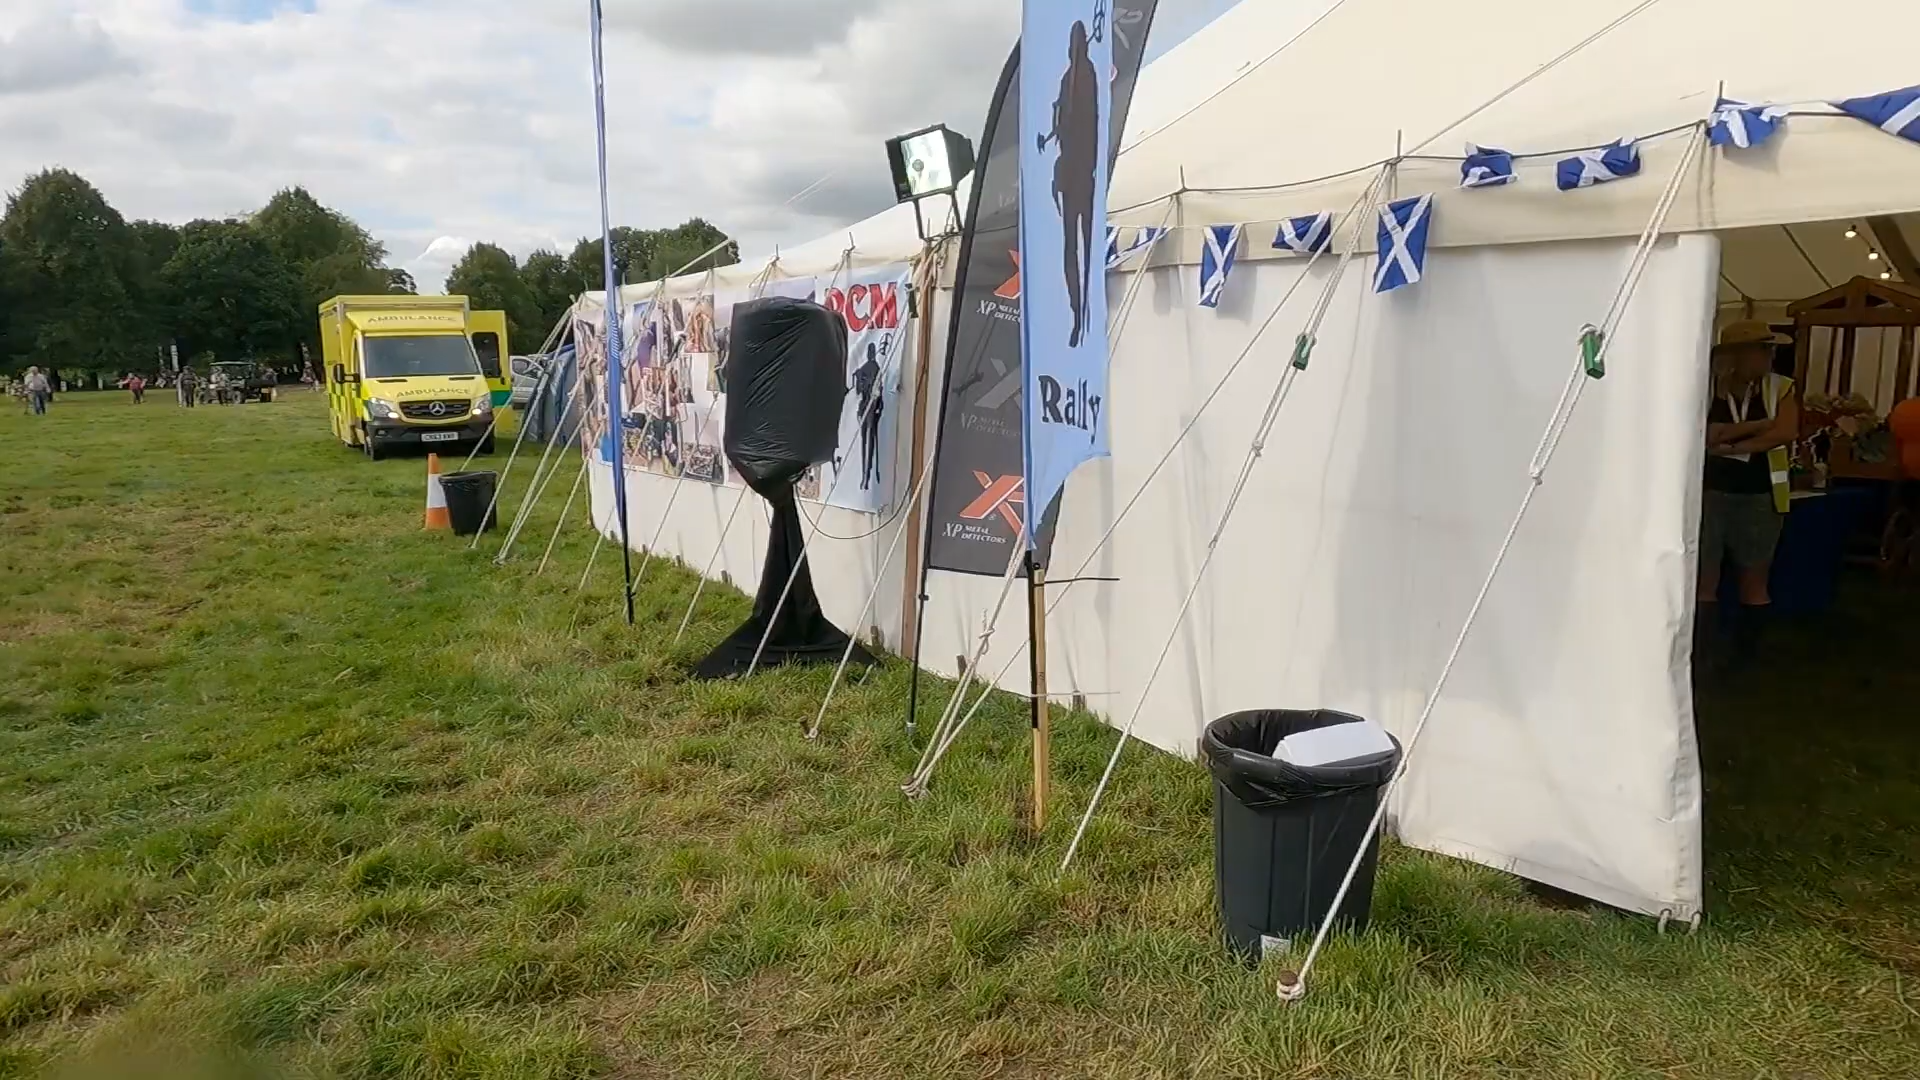 AMBULANCE
AMBULANCE
PCM
XP METAL
DETECTORS
Rally
XP METAL
DETECTORS